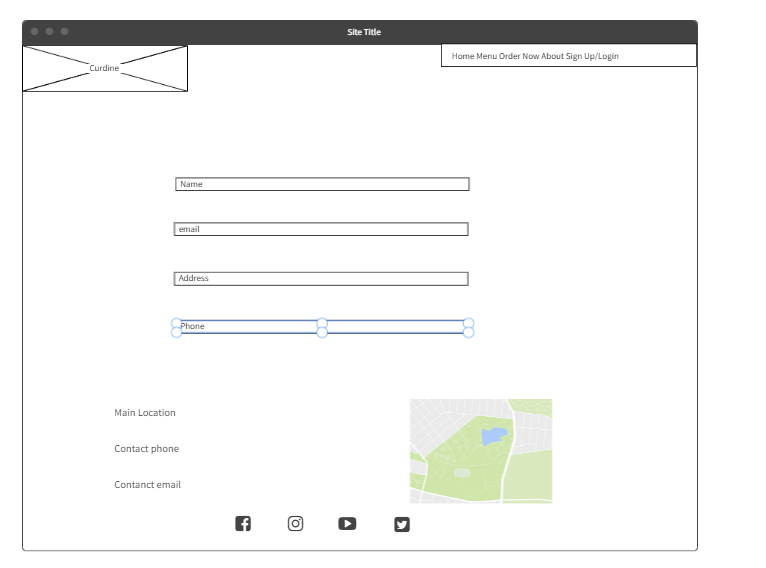 Site Title
Curdine
Home Menu Order Now About Sign Up/Login
Name
email
Address
Phone
Main Location
Contact phone
Contanct email